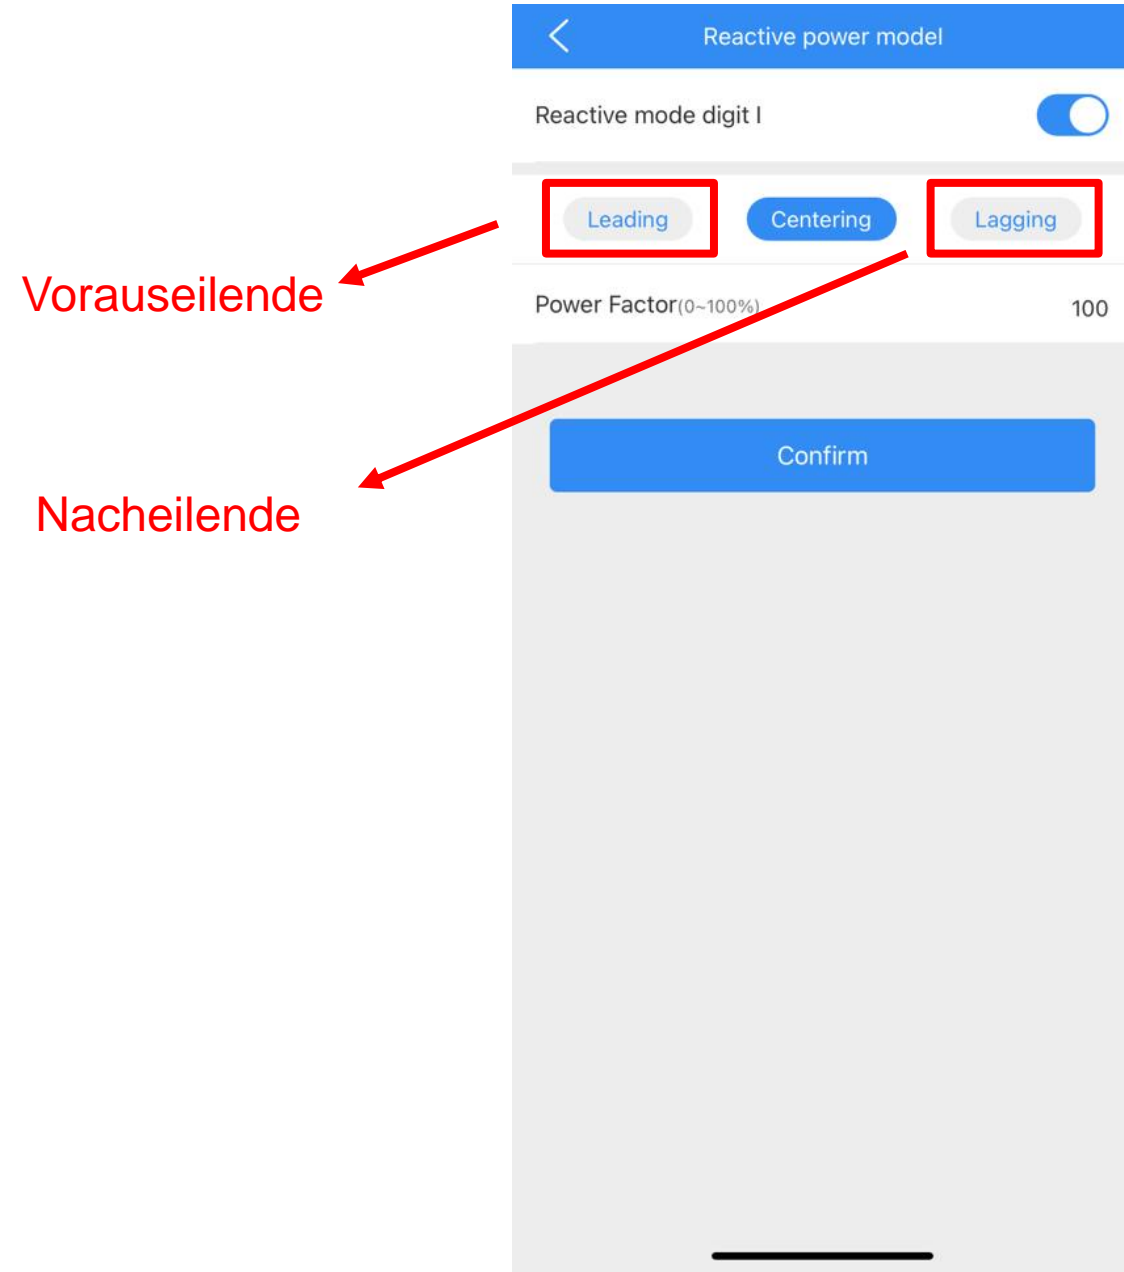 Reactive power model
Reactive mode digit I
Leading Centering Lagging
Vorauseilende
Power Factor(0~100%) 100
Confirm
Nacheilende